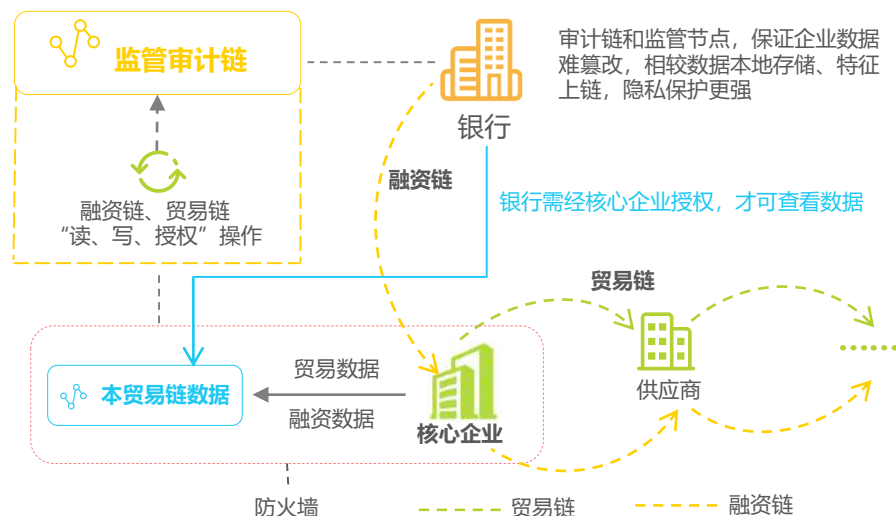 监管审计链
审计链和监管节点，保证企业数据
难篡改，相较数据本地存储、特征
上链，隐私保护更强
银行
融资链
融资链、贸易链
“读、写、授权”操作
银行需经核心企业授权，才可查看数据
贸易链
贸易数据
本贸易链数据
融资数据
核心企业
供应商
防火墙
贸易链
融资链